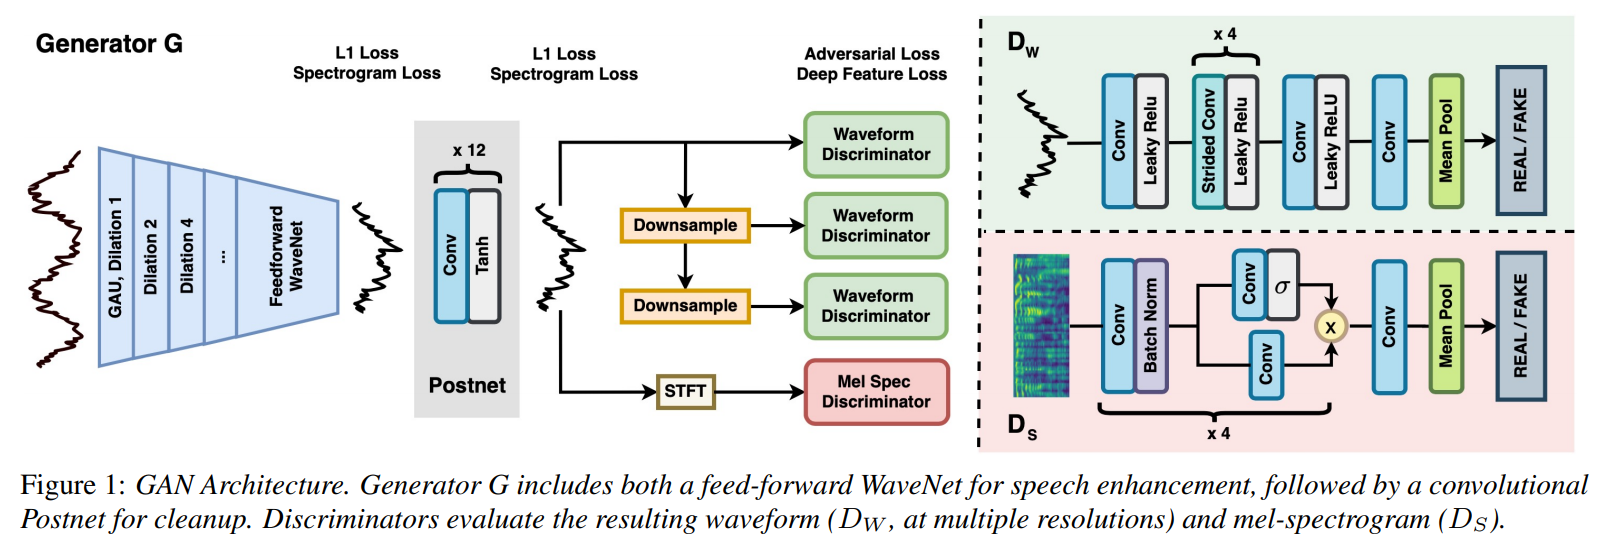 Generator G
L1 Loss
Spectrogram Loss
L1 Loss
Spectrogram Loss
Adversarial Loss
Deep Feature Loss
GAU, Dilation 1
Dilation 2
Dilation 4
...
Feedforward
WaveNet
x 12
Conv
Tanh
Postnet
Downsample
Downsample
STFT
Waveform
Discriminator
Waveform
Discriminator
Waveform
Discriminator
Mel Spec
Discriminator
D_W
x 4
Conv
Leaky Relu
Strided Conv
Leaky Relu
Conv
Leaky ReLU
Conv
Mean Pool
REAL / FAKE
Conv
Batch Norm
Conv
σ
Conv
X
Conv
Mean Pool
REAL / FAKE
D_S
x 4
Figure 1: GAN Architecture. Generator G includes both a feed-forward WaveNet for speech enhancement, followed by a convolutional
Postnet for cleanup. Discriminators evaluate the resulting waveform (D_W, at multiple resolutions) and mel-spectrogram (D_S).